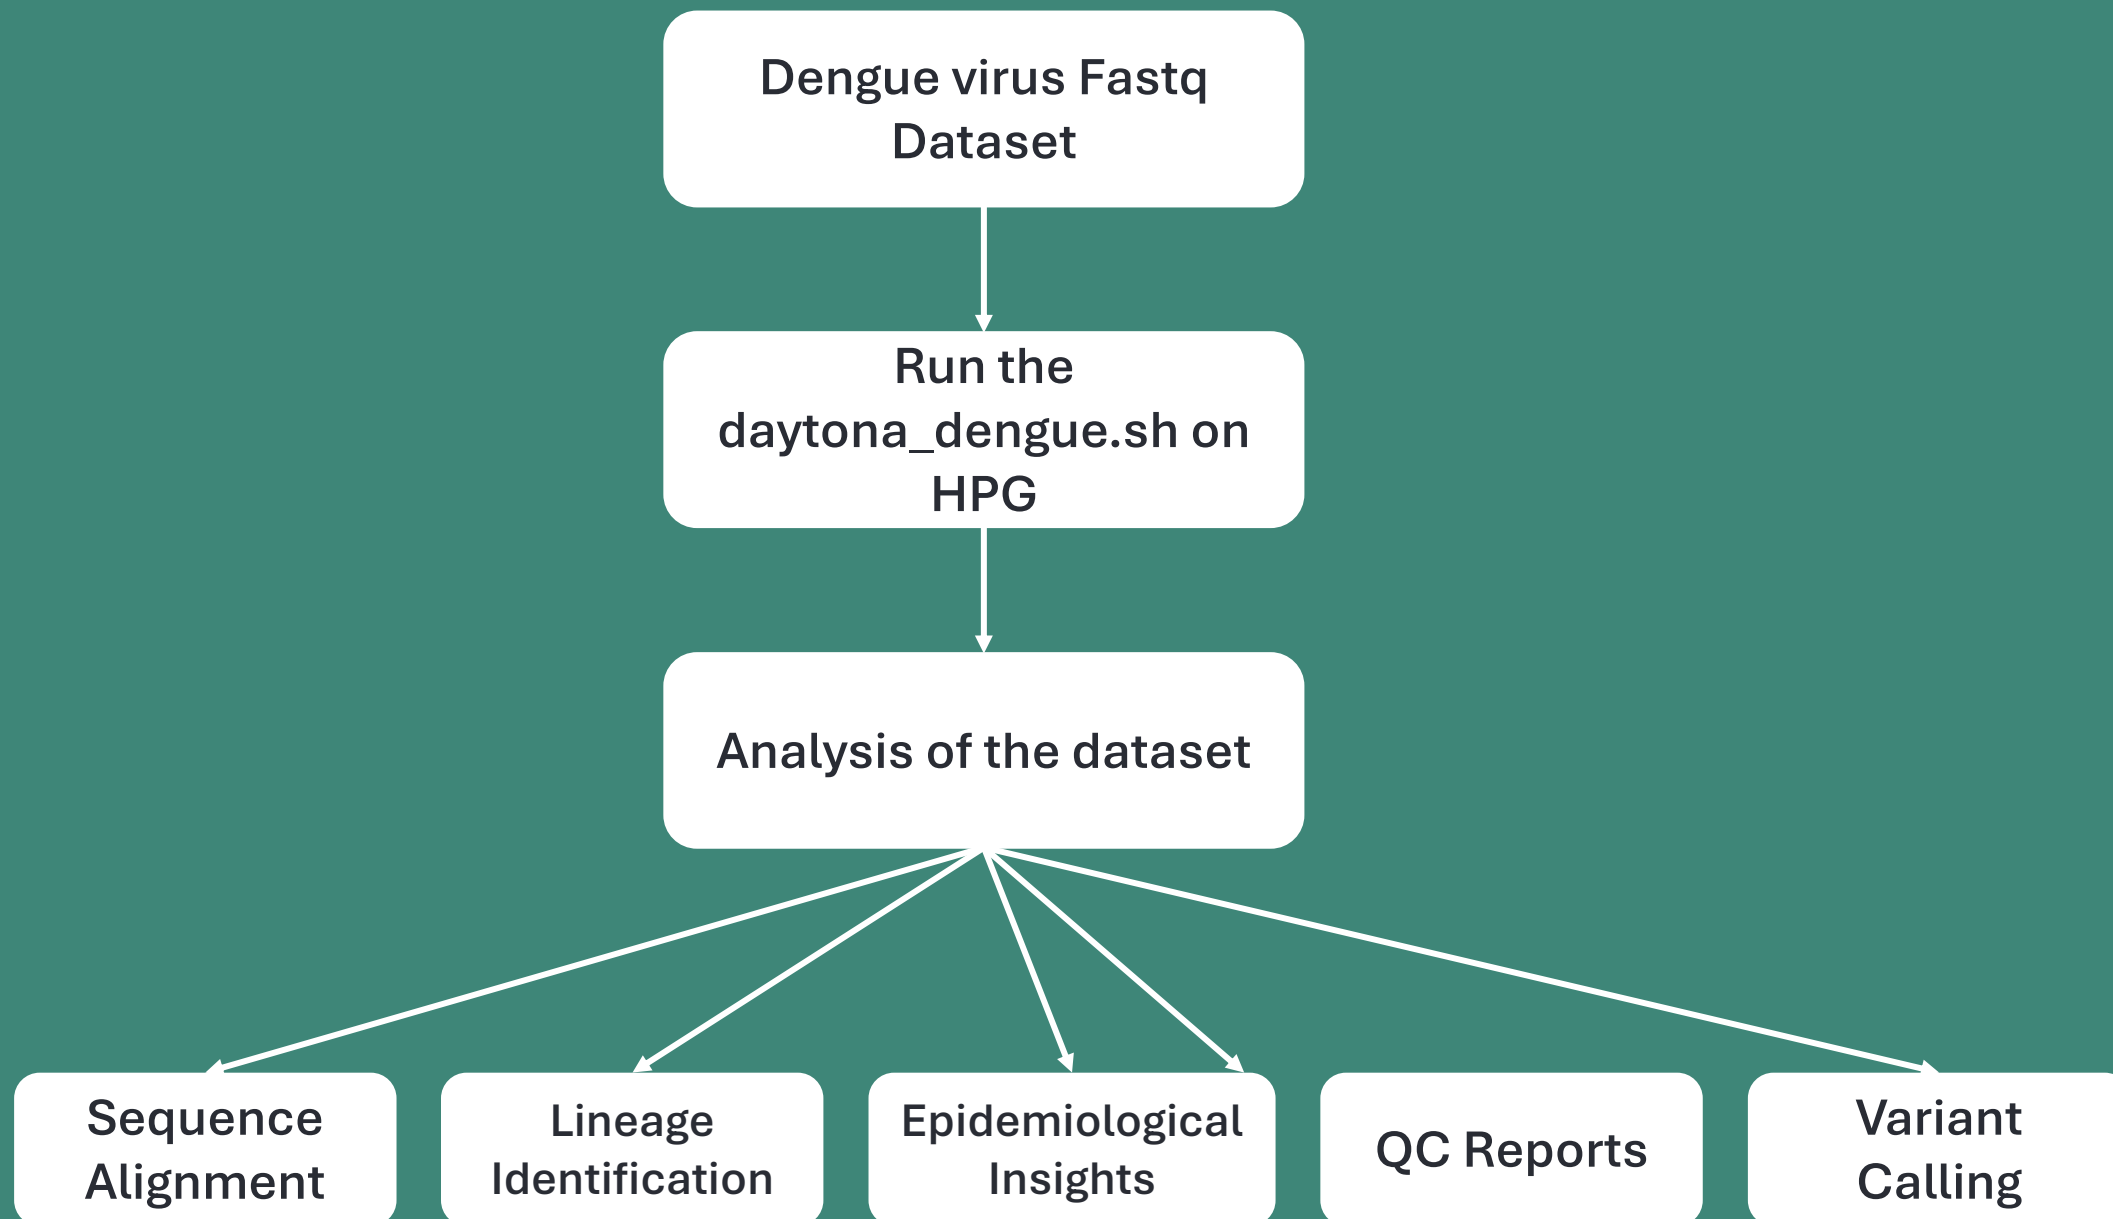 Dengue virus Fastq
Dataset
Run the
daytona_dengue.sh on
HPG
Analysis of the dataset
Sequence
Alignment
Lineage
Identification
Epidemiological
Insights
QC Reports
Variant
Calling